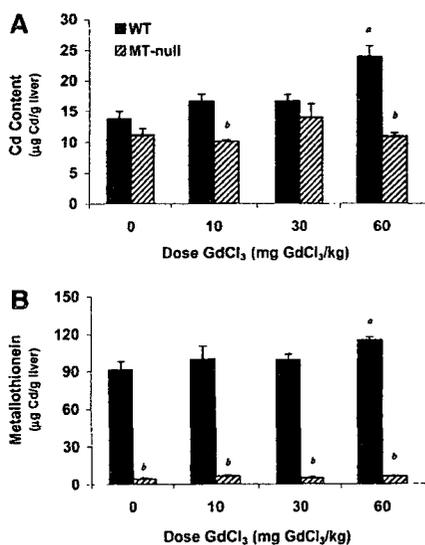 A
WT
MT-null
Cd Content
(µg Cd/g liver)
30
25
20
15
10
5
0
a
b
b
0 10 30 60
Dose GdCl₃ (mg GdCl₃/kg)
B
Metallothionein
(µg Cd/g liver)
150
120
90
60
30
0
a
b
b
b
b
0 10 30 60
Dose GdCl₃ (mg GdCl₃/kg)